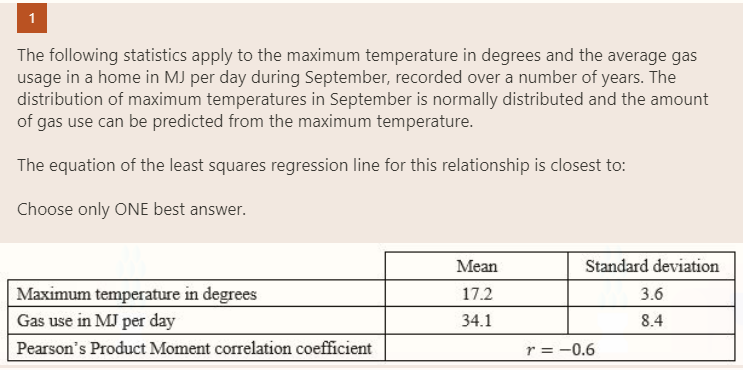 1
The following statistics apply to the maximum temperature in degrees and the average gas
usage in a home in MJ per day during September, recorded over a number of years. The
distribution of maximum temperatures in September is normally distributed and the amount
of gas use can be predicted from the maximum temperature.
The equation of the least squares regression line for this relationship is closest to:
Choose only ONE best answer.
Mean Standard deviation
Maximum temperature in degrees 17.2 3.6
Gas use in MJ per day 34.1 8.4
Pearson's Product Moment correlation coefficient r = −0.6